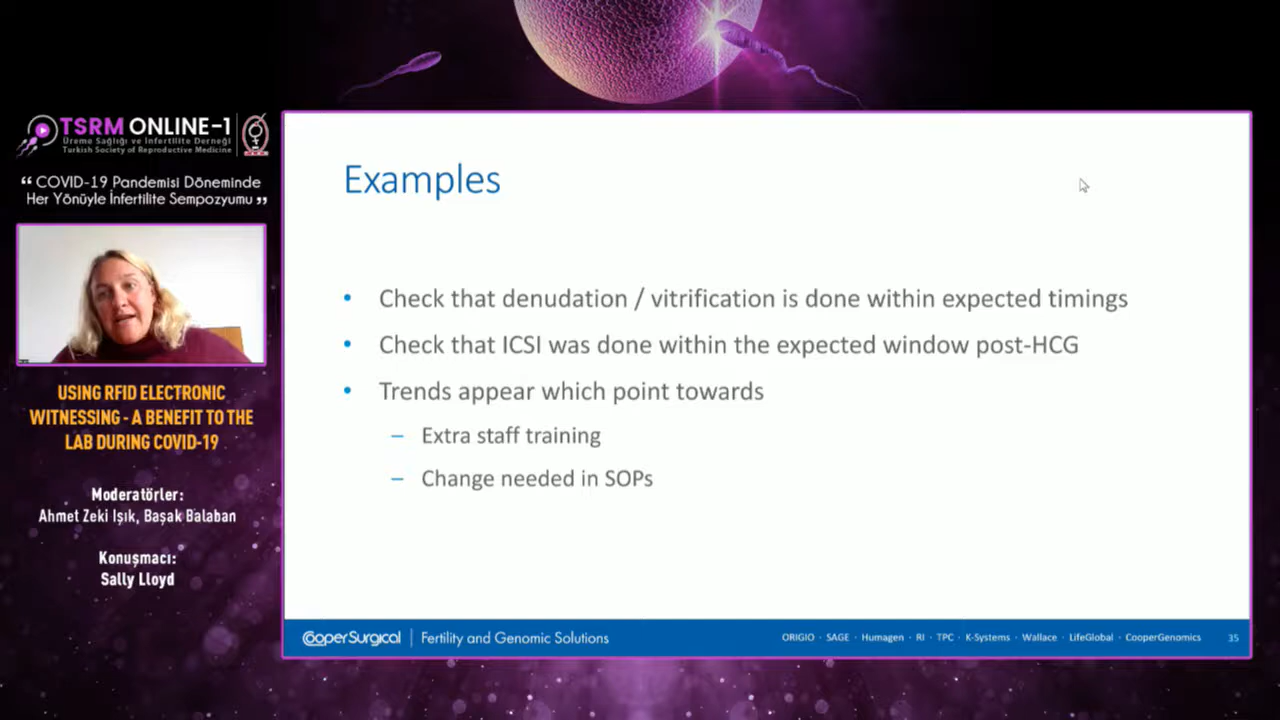 TSRM ONLINE-1
Üreme Sağlığı ve İnfertilite Derneği
Turkish Society of Reproductive Medicine
“ COVID-19 Pandemisi Döneminde
Her Yönüyle İnfertilite Sempozyumu ”
USING RFID ELECTRONIC
WITNESSING - A BENEFIT TO THE
LAB DURING COVID-19
Moderatörler:
Ahmet Zeki Işık, Başak Balaban
Konuşmacı:
Sally Lloyd
Examples
• Check that denudation / vitrification is done within expected timings
• Check that ICSI was done within the expected window post-HCG
• Trends appear which point towards
– Extra staff training
– Change needed in SOPs
CooperSurgical | Fertility and Genomic Solutions
ORIGIO · SAGE · Humagen · RI · TPC · K-Systems · Wallace · LifeGlobal · CooperGenomics 35